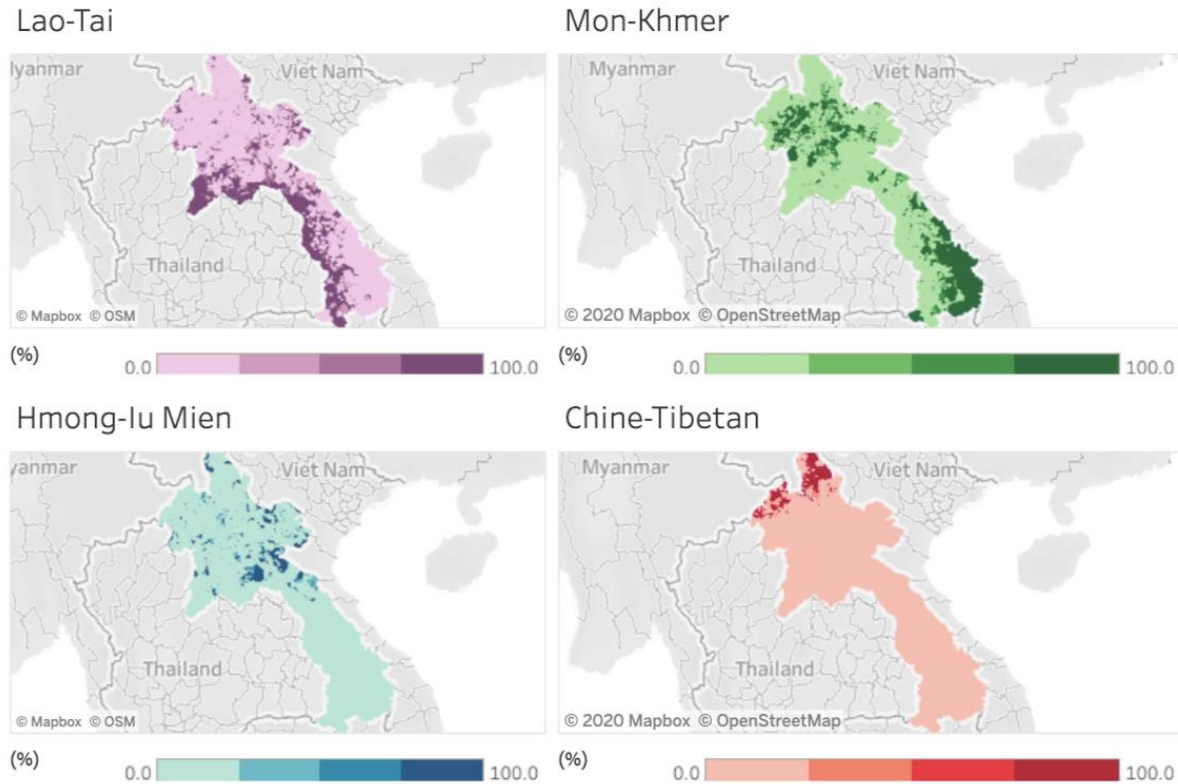 Lao-Tai
Mon-Khmer
lyanmar
Viet Nam
Thailand
© Mapbox © OSM
Myanmar
Viet Nam
Thailand
© 2020 Mapbox © OpenStreetMap
(%)
0.0
100.0
(%)
0.0
100.0
Hmong-Iu Mien
Chine-Tibetan
yanmar
Viet Nam
Thailand
© Mapbox © OSM
Myanmar
Viet Nam
Thailand
© 2020 Mapbox © OpenStreetMap
(%)
0.0
100.0
(%)
0.0
100.0